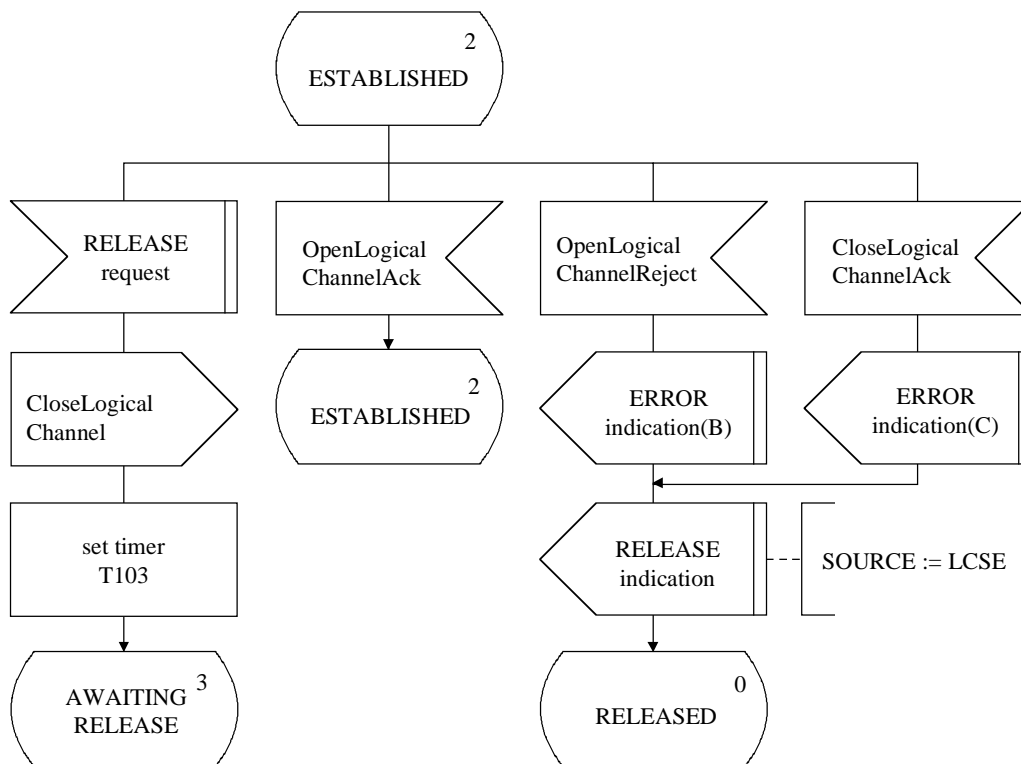 2
ESTABLISHED
RELEASE
request
OpenLogical
ChannelAck
OpenLogical
ChannelReject
CloseLogical
ChannelAck
CloseLogical
Channel
2
ESTABLISHED
ERROR
indication(B)
ERROR
indication(C)
set timer
T103
RELEASE
indication
SOURCE := LCSE
3
AWAITING
RELEASE
0
RELEASED